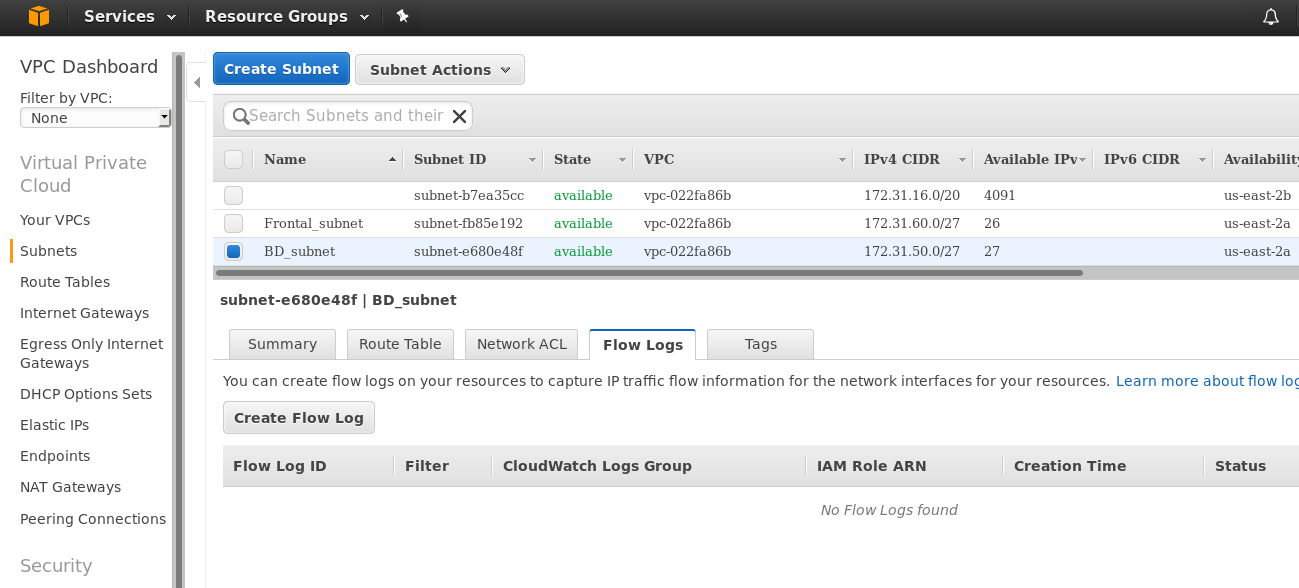 Services Resource Groups
VPC Dashboard
Filter by VPC:
None
Virtual Private
Cloud
Your VPCs
Subnets
Route Tables
Internet Gateways
Egress Only Internet
Gateways
DHCP Options Sets
Elastic IPs
Endpoints
NAT Gateways
Peering Connections
Security
Create Subnet Subnet Actions
Search Subnets and their
Name Subnet ID State VPC IPv4 CIDR Available IPv IPv6 CIDR Availability
subnet-b7ea35cc available vpc-022fa86b 172.31.16.0/20 4091 us-east-2b
Frontal_subnet subnet-fb85e192 available vpc-022fa86b 172.31.60.0/27 26 us-east-2a
BD_subnet subnet-e680e48f available vpc-022fa86b 172.31.50.0/27 27 us-east-2a
subnet-e680e48f | BD_subnet
Summary Route Table Network ACL Flow Logs Tags
You can create flow logs on your resources to capture IP traffic flow information for the network interfaces for your resources. Learn more about flow log
Create Flow Log
Flow Log ID Filter CloudWatch Logs Group IAM Role ARN Creation Time Status
No Flow Logs found